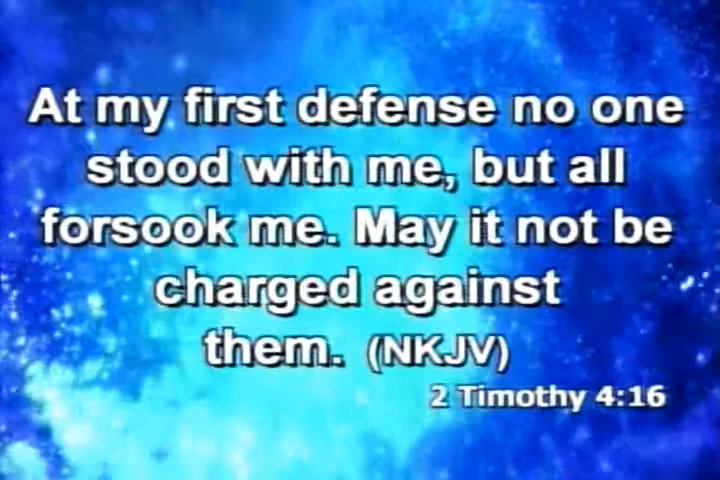 At my first defense no one
stood with me, but all
forsook me. May it not be
charged against
them. (NKJV)
2 Timothy 4:16